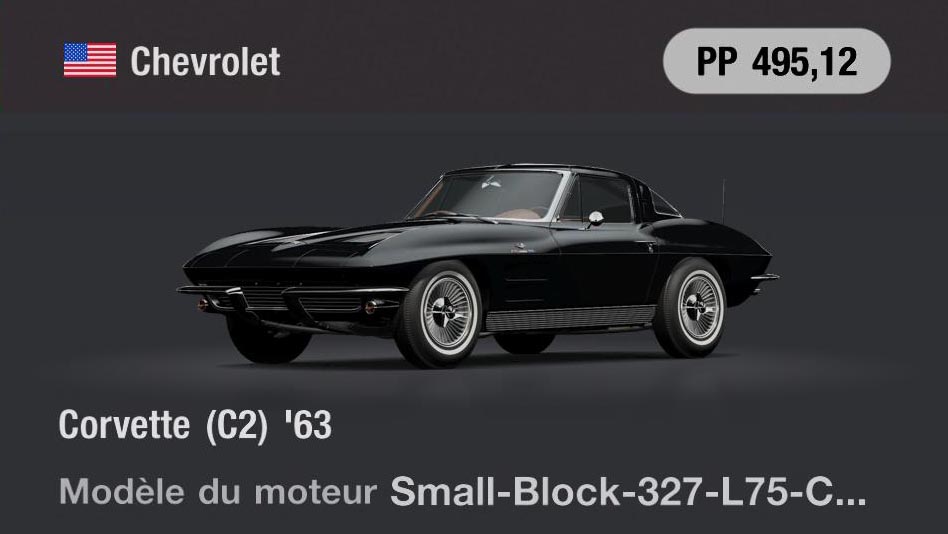 Chevrolet
PP 495,12
Corvette (C2) '63
Modèle du moteur Small-Block-327-L75-C...